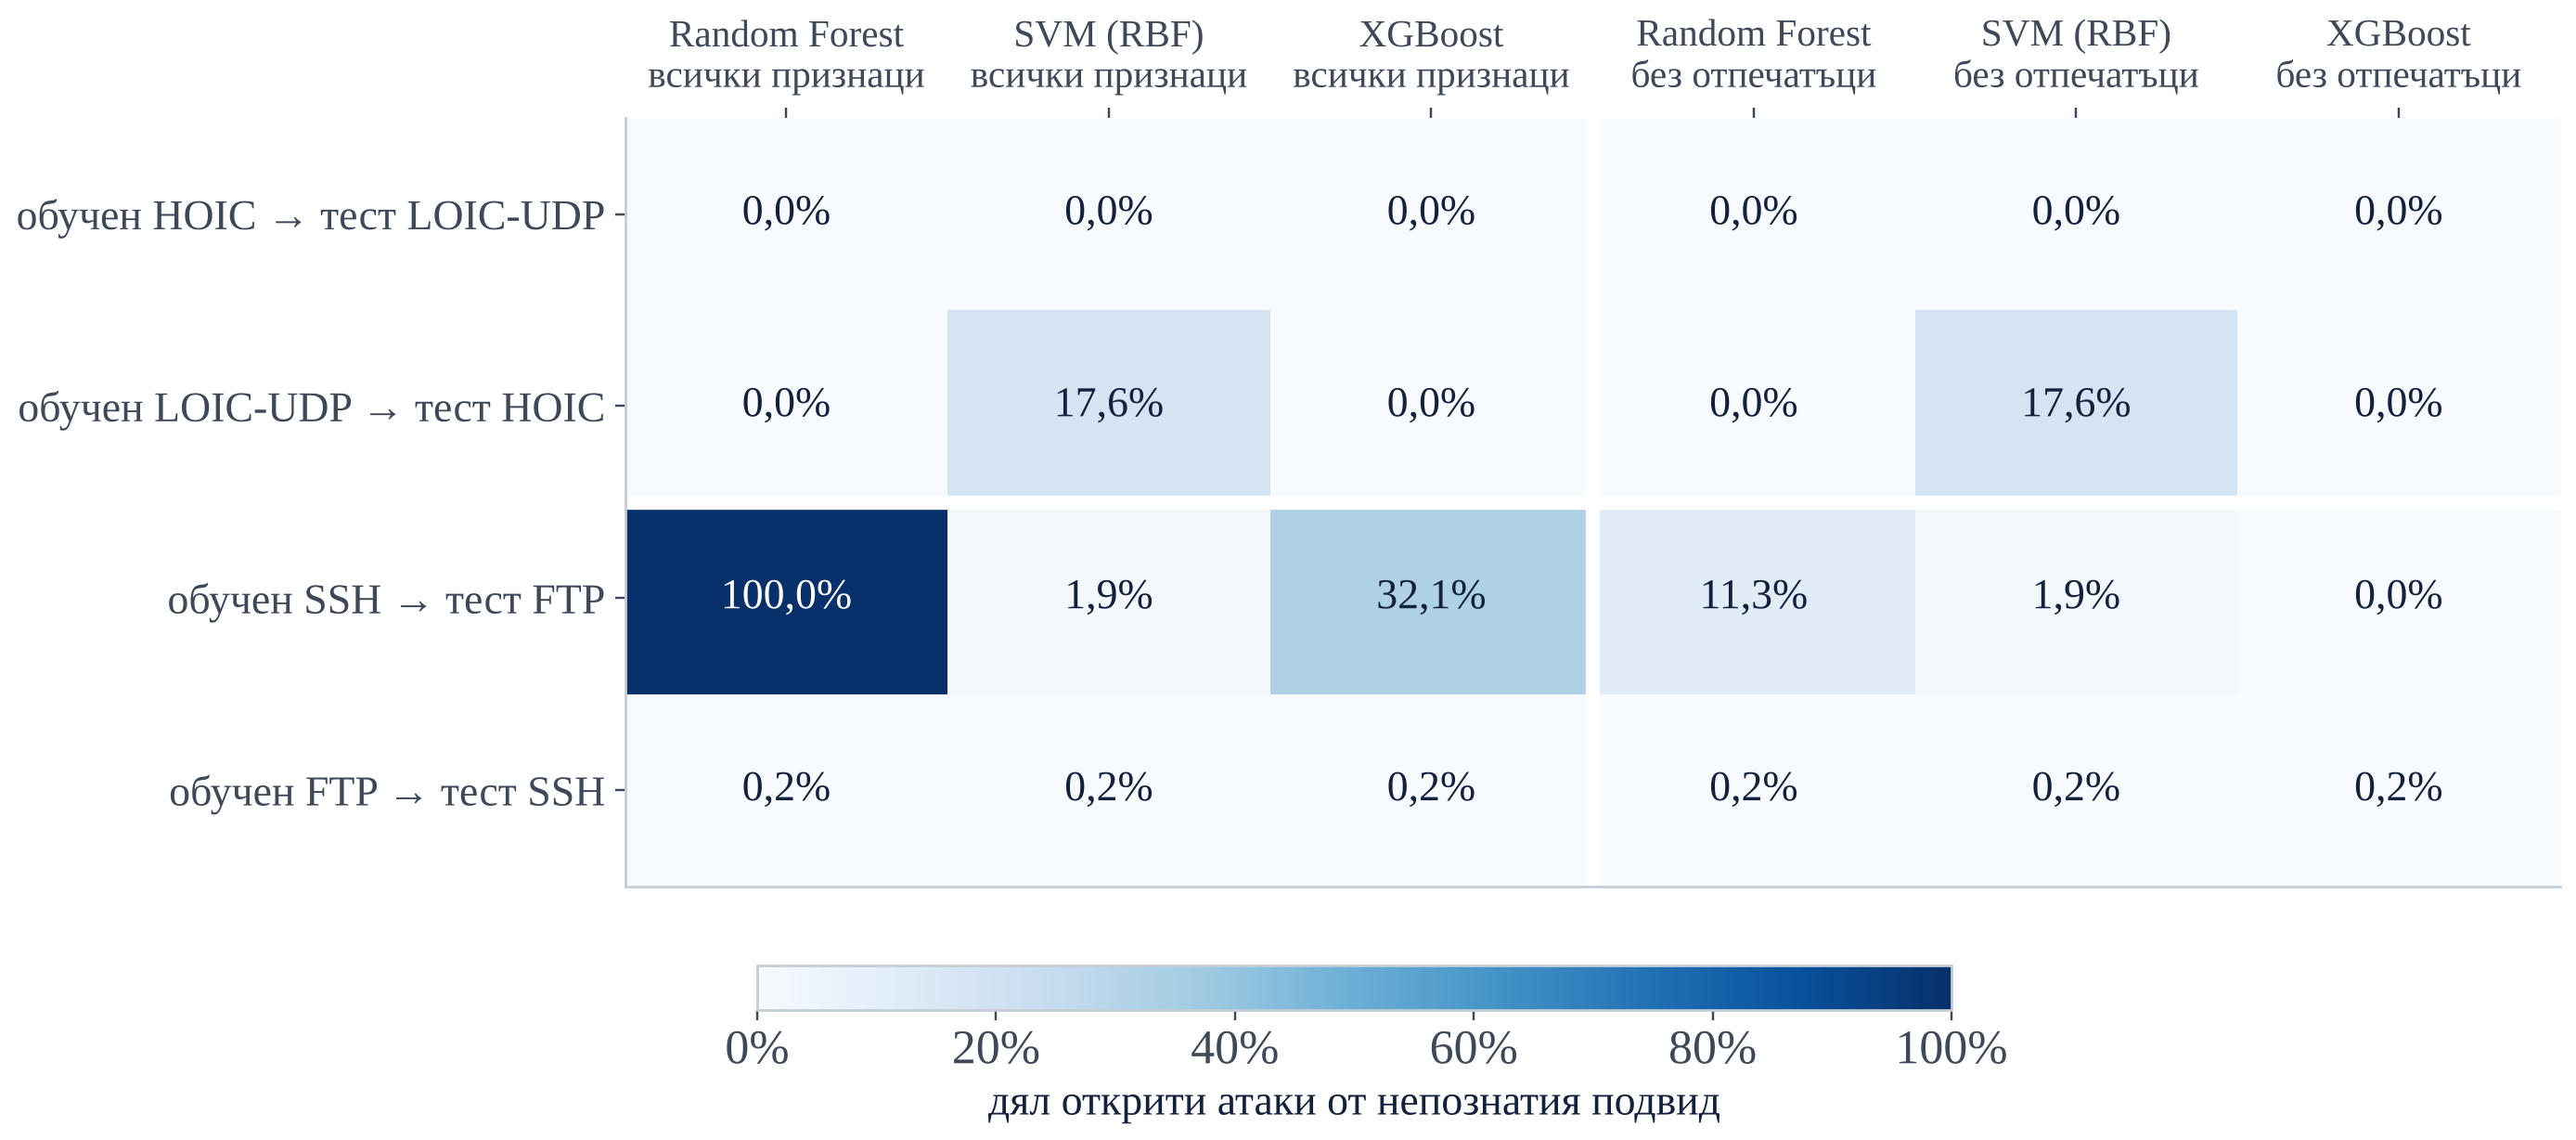 Random Forest
всички признаци
SVM (RBF)
всички признаци
XGBoost
всички признаци
Random Forest
без отпечатъци
SVM (RBF)
без отпечатъци
XGBoost
без отпечатъци
обучен HOIC → тест LOIC-UDP
0,0% 0,0% 0,0% 0,0% 0,0% 0,0%
обучен LOIC-UDP → тест HOIC
0,0% 17,6% 0,0% 0,0% 17,6% 0,0%
обучен SSH → тест FTP
100,0% 1,9% 32,1% 11,3% 1,9% 0,0%
обучен FTP → тест SSH
0,2% 0,2% 0,2% 0,2% 0,2% 0,2%
0% 20% 40% 60% 80% 100%
дял открити атаки от непознатия подвид